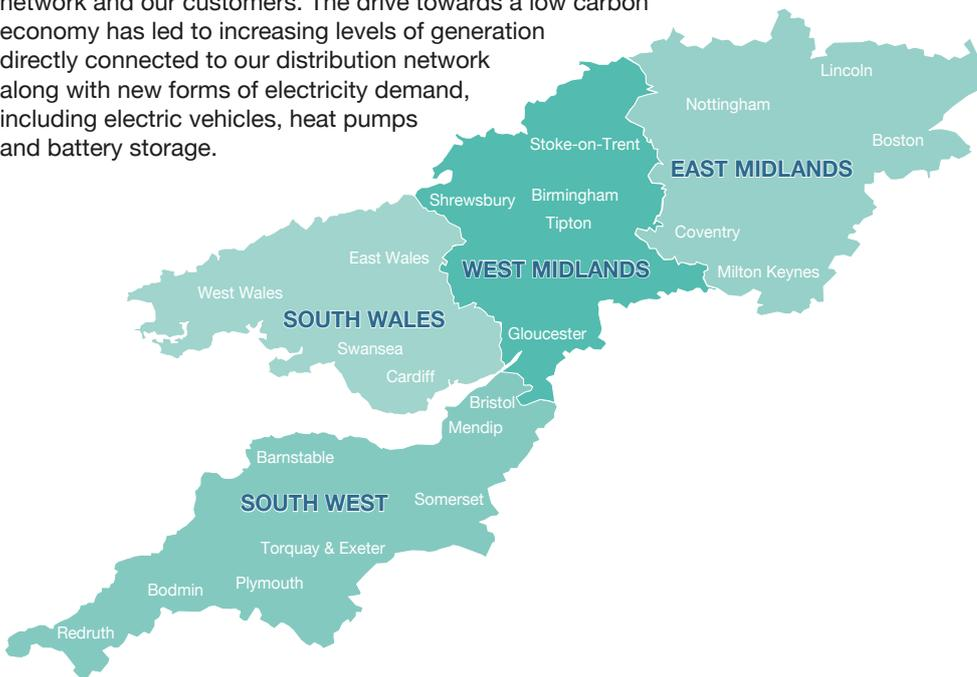 network and our customers. The drive towards a low carbon
economy has led to increasing levels of generation
directly connected to our distribution network
along with new forms of electricity demand,
including electric vehicles, heat pumps
and battery storage.
Lincoln
Nottingham
Boston
Stoke-on-Trent
EAST MIDLANDS
Shrewsbury
Birmingham
Tipton
Coventry
East Wales
WEST MIDLANDS
Milton Keynes
West Wales
SOUTH WALES
Gloucester
Swansea
Cardiff
Bristol
Mendip
Barnstable
SOUTH WEST
Somerset
Torquay & Exeter
Plymouth
Bodmin
Redruth